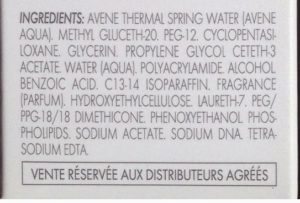 INGREDIENTS: AVENE THERMAL SPRING WATER (AVENE
AQUA). METHYL GLUCETH-20. PEG-12. CYCLOPENTASI-
LOXANE. GLYCERIN. PROPYLENE GLYCOL CETETH-3
ACETATE. WATER (AQUA). POLYACRYLAMIDE. ALCOHOL
BENZOIC ACID. C13-14 ISOPARAFFIN. FRAGRANCE
(PARFUM). HYDROXYETHYLCELLULOSE. LAURETH-7. PEG/
PPG-18/18 DIMETHICONE. PHENOXYETHANOL PHOS-
PHOLIPIDS. SODIUM ACETATE. SODIUM DNA. TETRA-
SODIUM EDTA.
VENTE RÉSERVÉE AUX DISTRIBUTEURS AGRÉÉS